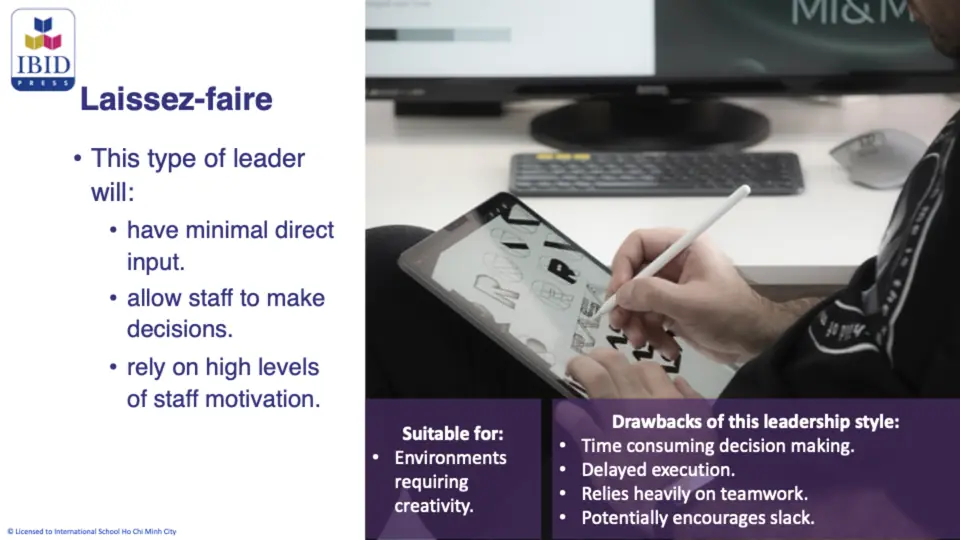 IBID
PRESS
Laissez-faire
• This type of leader
will:
• have minimal direct
input.
• allow staff to make
decisions.
• rely on high levels
of staff motivation.
MI& M
Suitable for:
• Environments
requiring
creativity.
Drawbacks of this leadership style:
• Time consuming decision making.
• Delayed execution.
• Relies heavily on teamwork.
• Potentially encourages slack.
© Licensed to International School Ho Chi Minh City